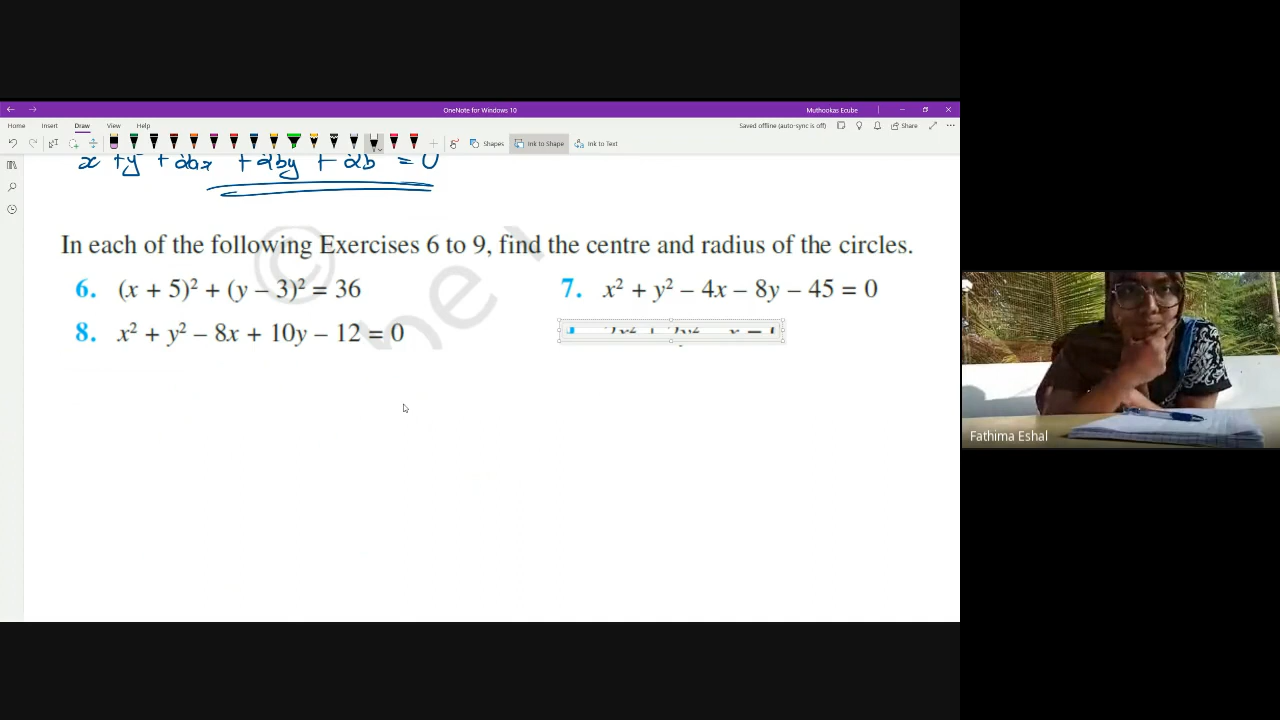 OneNote for Windows 10
Muthookas Ecube
Home Insert Draw View Help
Saved offline (auto-sync is off) Share
Shapes Ink to Shape Ink to Text
In each of the following Exercises 6 to 9, find the centre and radius of the circles.
6. (x + 5)² + (y – 3)² = 36
7. x² + y² – 4x – 8y – 45 = 0
8. x² + y² – 8x + 10y – 12 = 0
Fathima Eshal